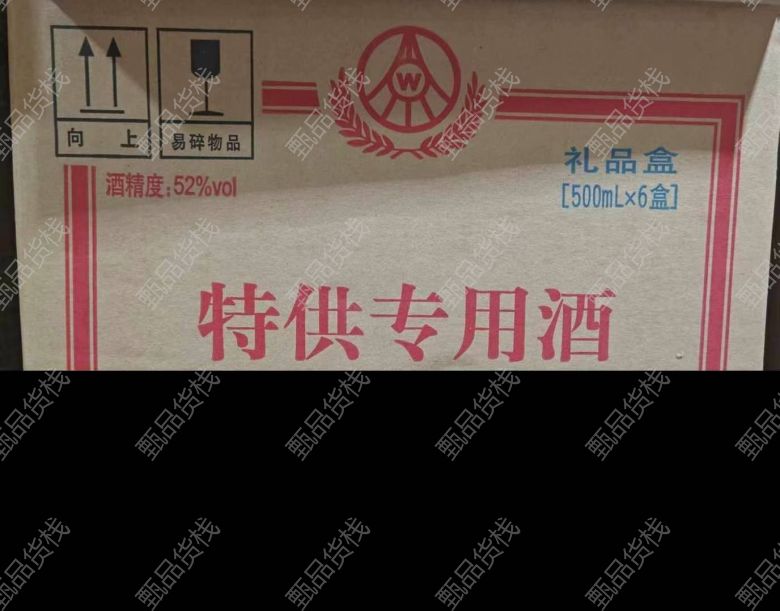 W
向 上
易碎物品
酒精度:52%vol
礼品盒
[500mL×6盒]
特供专用酒
甄品货栈